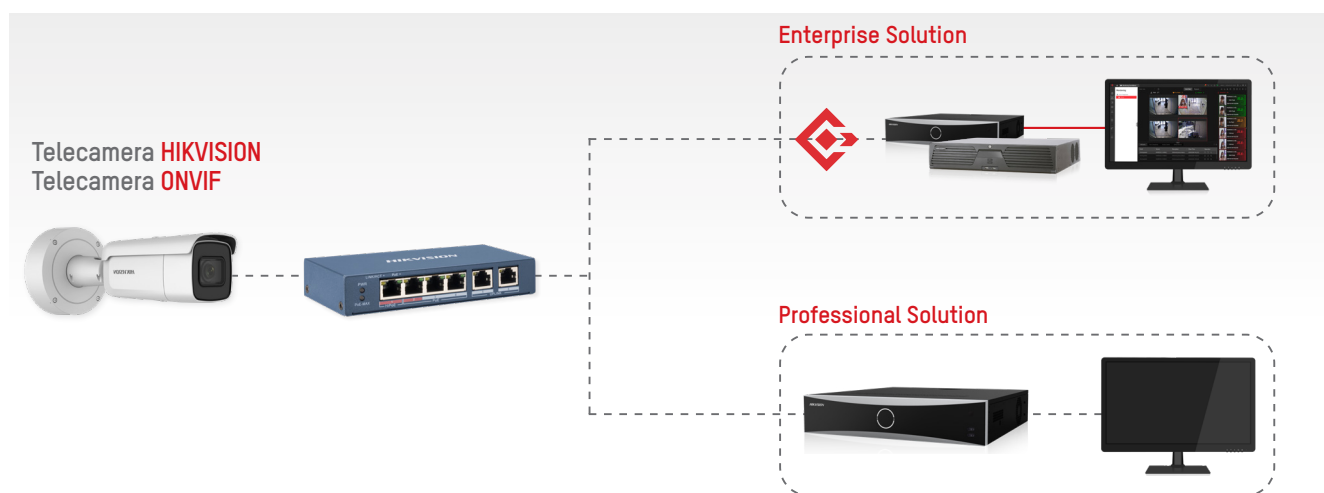 Enterprise Solution
Telecamera HIKVISION
Telecamera ONVIF
HIKVISION
Professional Solution